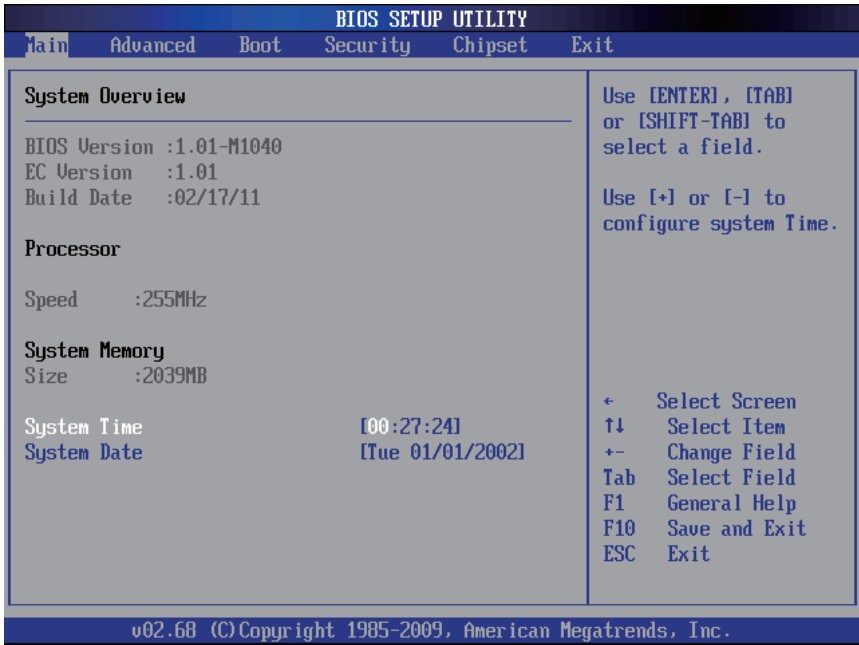 BIOS SETUP UTILITY
Main Advanced Boot Security Chipset Exit
System Overview
BIOS Version :1.01-M1040
EC Version :1.01
Build Date :02/17/11
Processor
Speed :255MHz
System Memory
Size :2039MB
System Time [00:27:24]
System Date [Tue 01/01/2002]
Use [ENTER], [TAB]
or [SHIFT-TAB] to
select a field.
Use [+] or [-] to
configure system Time.
← Select Screen
↑↓ Select Item
+- Change Field
Tab Select Field
F1 General Help
F10 Save and Exit
ESC Exit
v02.68 (C)Copyright 1985-2009, American Megatrends, Inc.